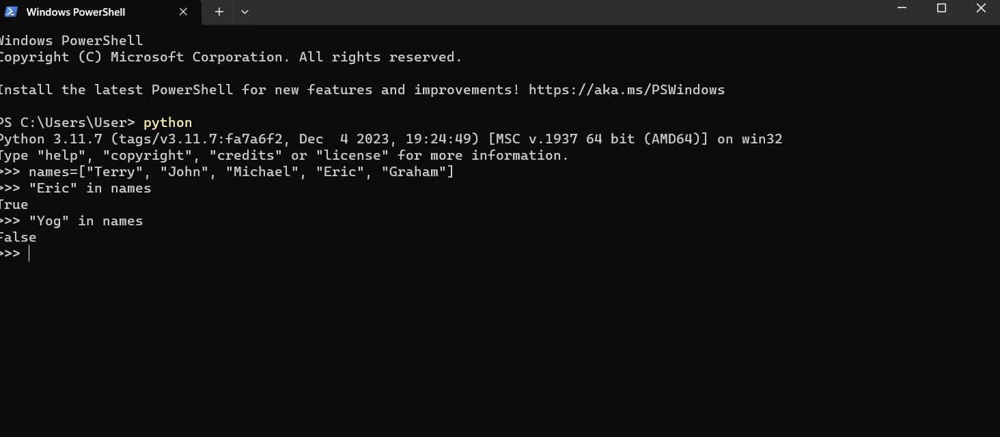 Windows PowerShell
Windows PowerShell
Copyright (C) Microsoft Corporation. All rights reserved.
Install the latest PowerShell for new features and improvements! https://aka.ms/PSWindows
PS C:\Users\User> python
Python 3.11.7 (tags/v3.11.7:fa7a6f2, Dec  4 2023, 19:24:49) [MSC v.1937 64 bit (AMD64)] on win32
Type "help", "copyright", "credits" or "license" for more information.
>>> names=["Terry", "John", "Michael", "Eric", "Graham"]
>>> "Eric" in names
True
>>> "Yog" in names
False
>>>